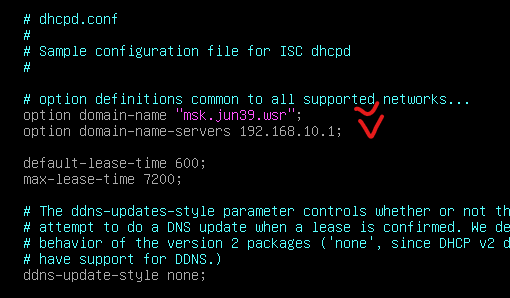 # dhcpd.conf
#
# Sample configuration file for ISC dhcpd
#
# option definitions common to all supported networks...
option domain-name "msk.jun39.wsr";
option domain-name-servers 192.168.10.1;
default-lease-time 600;
max-lease-time 7200;
# The ddns-updates-style parameter controls whether or not th
# attempt to do a DNS update when a lease is confirmed. We de
# behavior of the version 2 packages ('none', since DHCP v2 d
# have support for DDNS.)
ddns-update-style none;